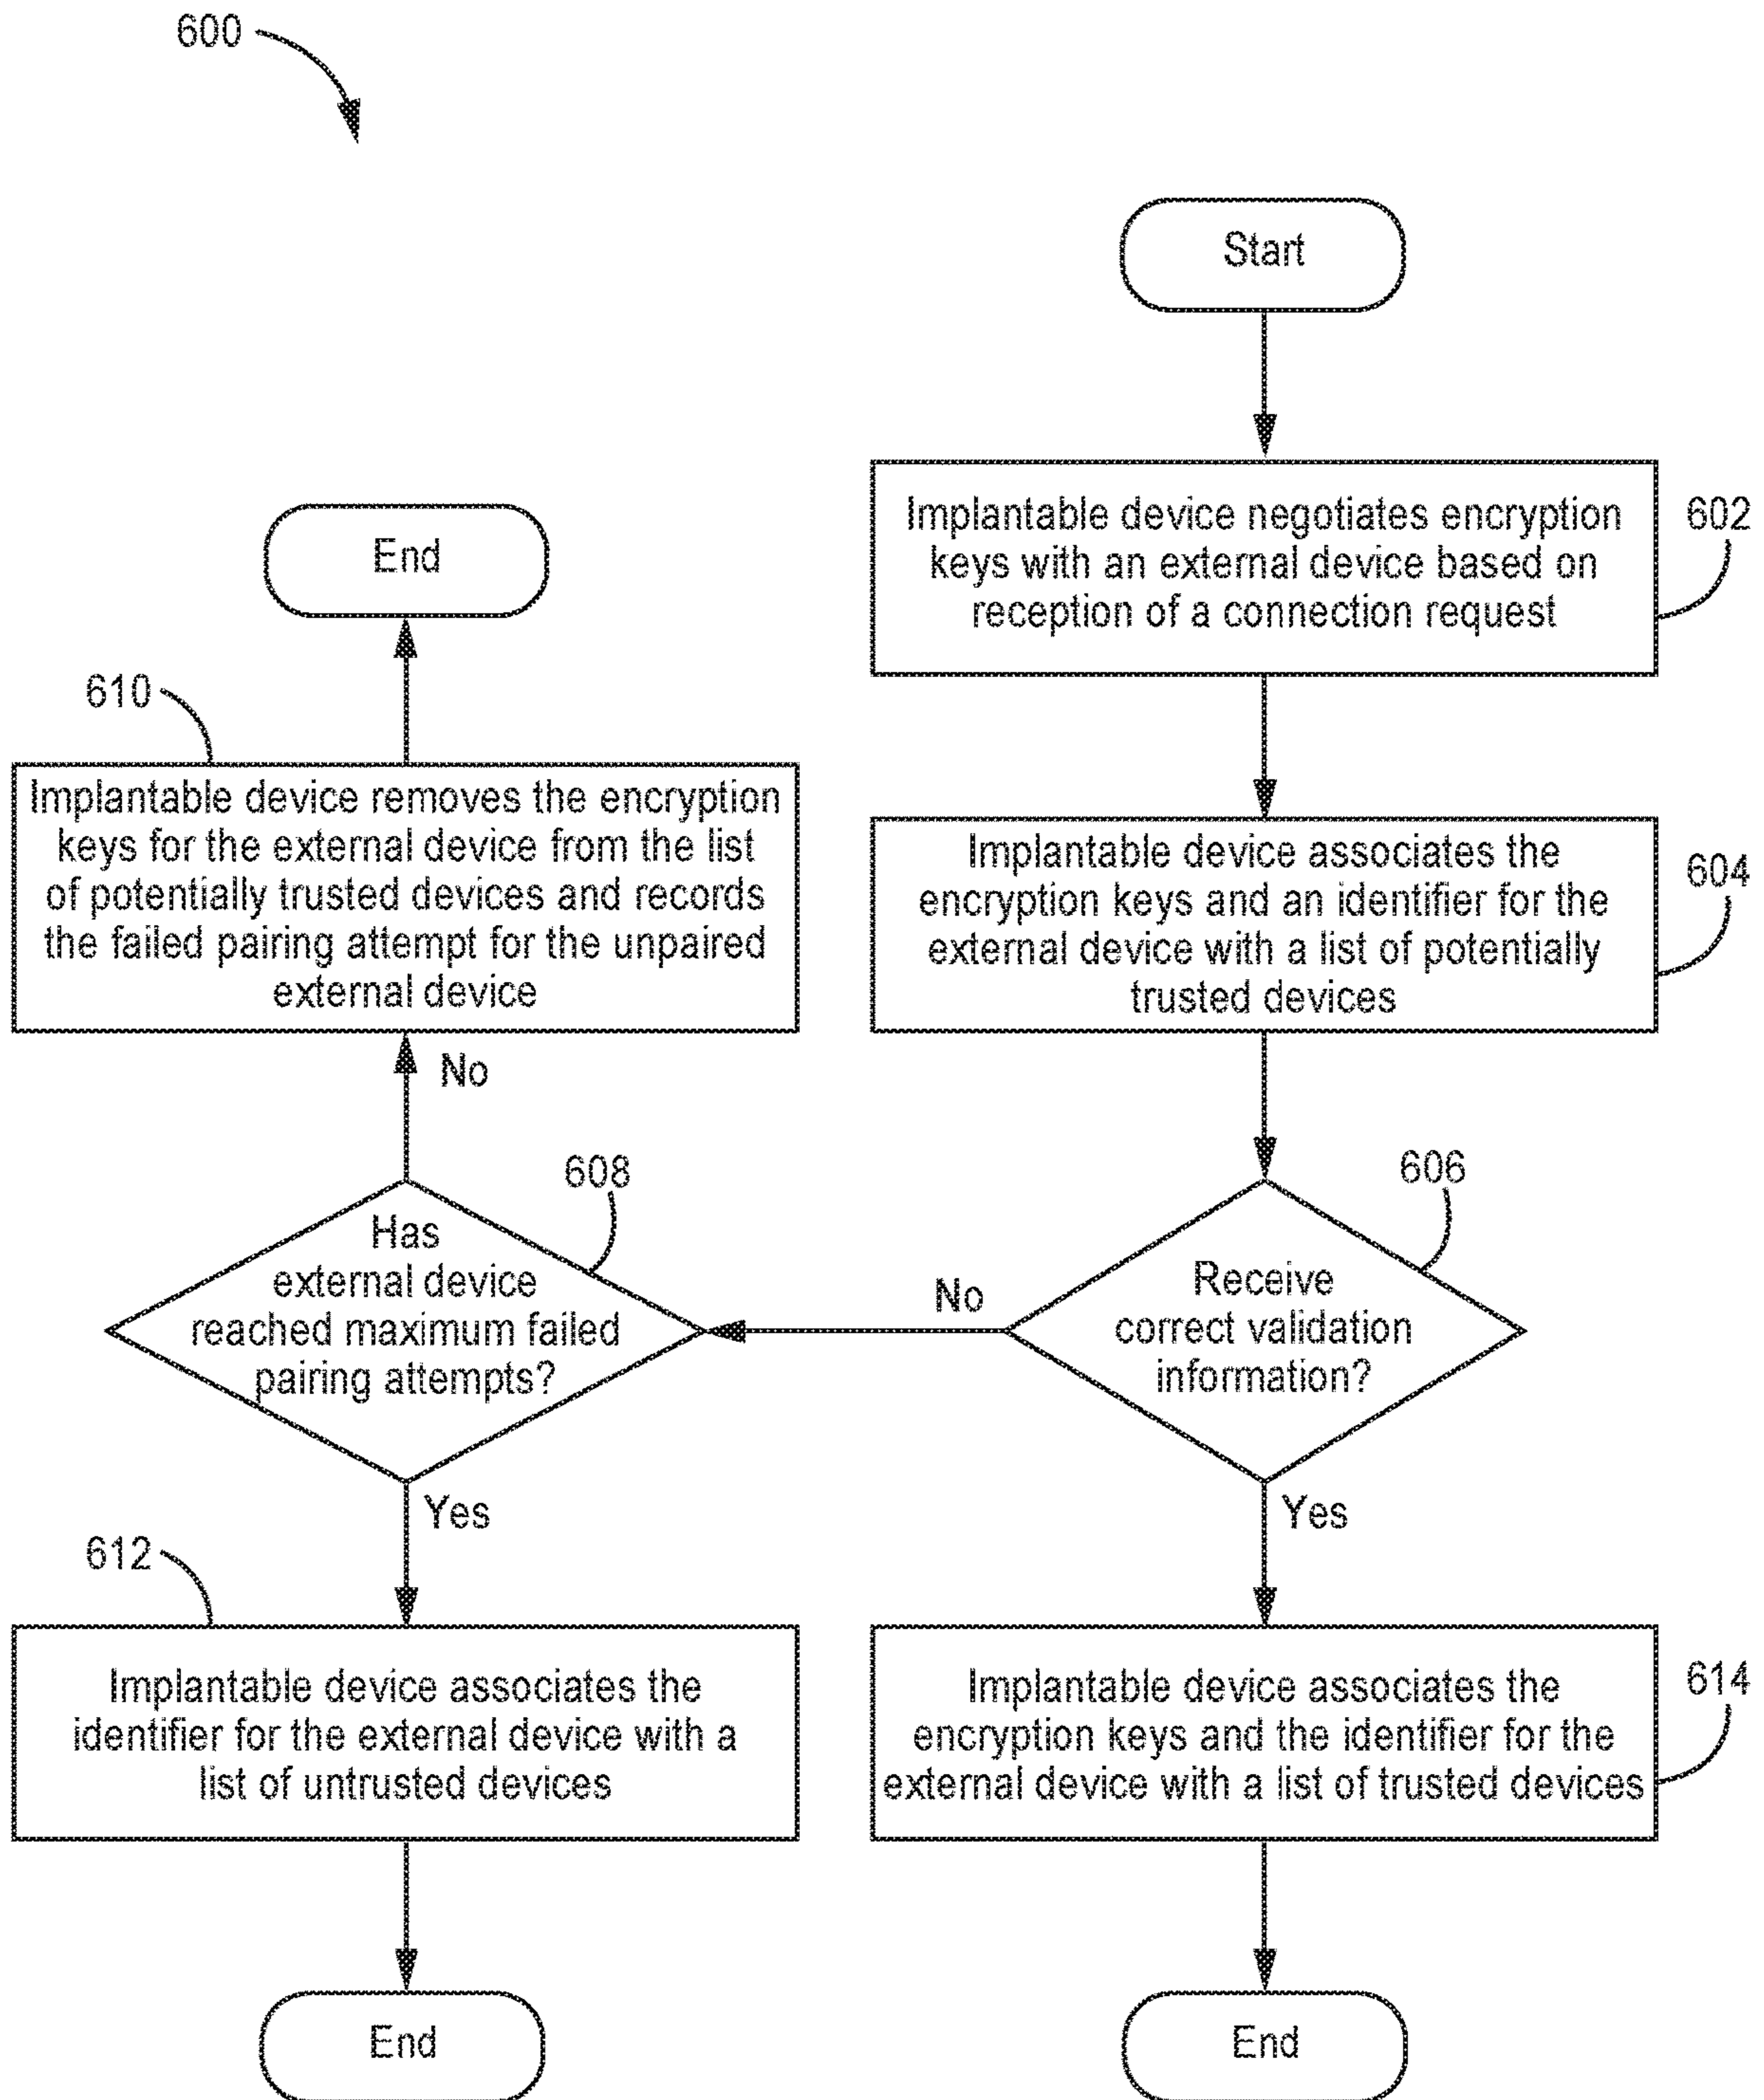 600
Start
Implantable device negotiates encryption
keys with an external device based on
reception of a connection request
602
End
610
Implantable device removes the encryption
keys for the external device from the list
of potentially trusted devices and records
the failed pairing attempt for the unpaired
external device
Implantable device associates the
encryption keys and an identifier for the
external device with a list of potentially
trusted devices
604
No
608
Has
external device
reached maximum failed
pairing attempts?
No
606
Receive
correct validation
information?
Yes
Yes
612
Implantable device associates the
identifier for the external device with a
list of untrusted devices
Implantable device associates the
encryption keys and the identifier for the
external device with a list of trusted devices
614
End
End